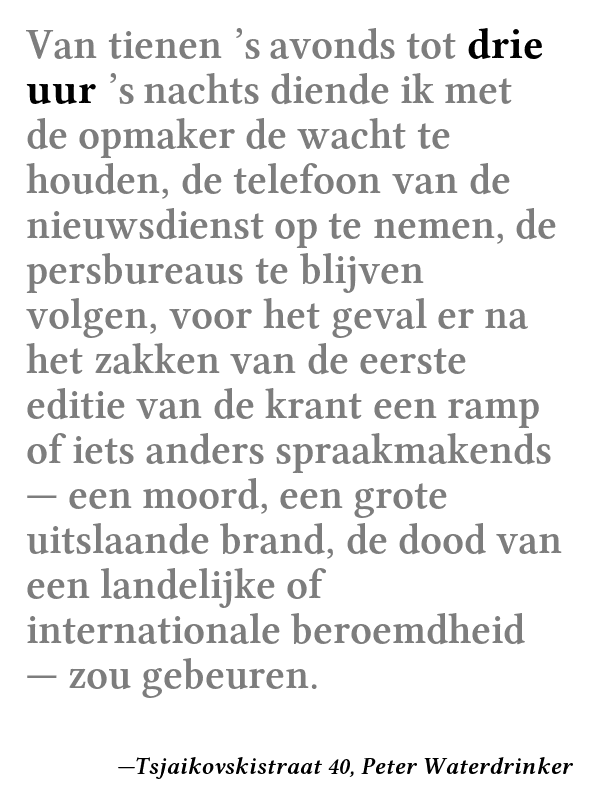 Van tienen ’s avonds tot drie
uur ’s nachts diende ik met
de opmaker de wacht te
houden, de telefoon van de
nieuwsdienst op te nemen, de
persbureaus te blijven
volgen, voor het geval er na
het zakken van de eerste
editie van de krant een ramp
of iets anders spraakmakends
— een moord, een grote
uitslaande brand, de dood van
een landelijke of
internationale beroemdheid
— zou gebeuren.
—Tsjaikovskistraat 40, Peter Waterdrinker